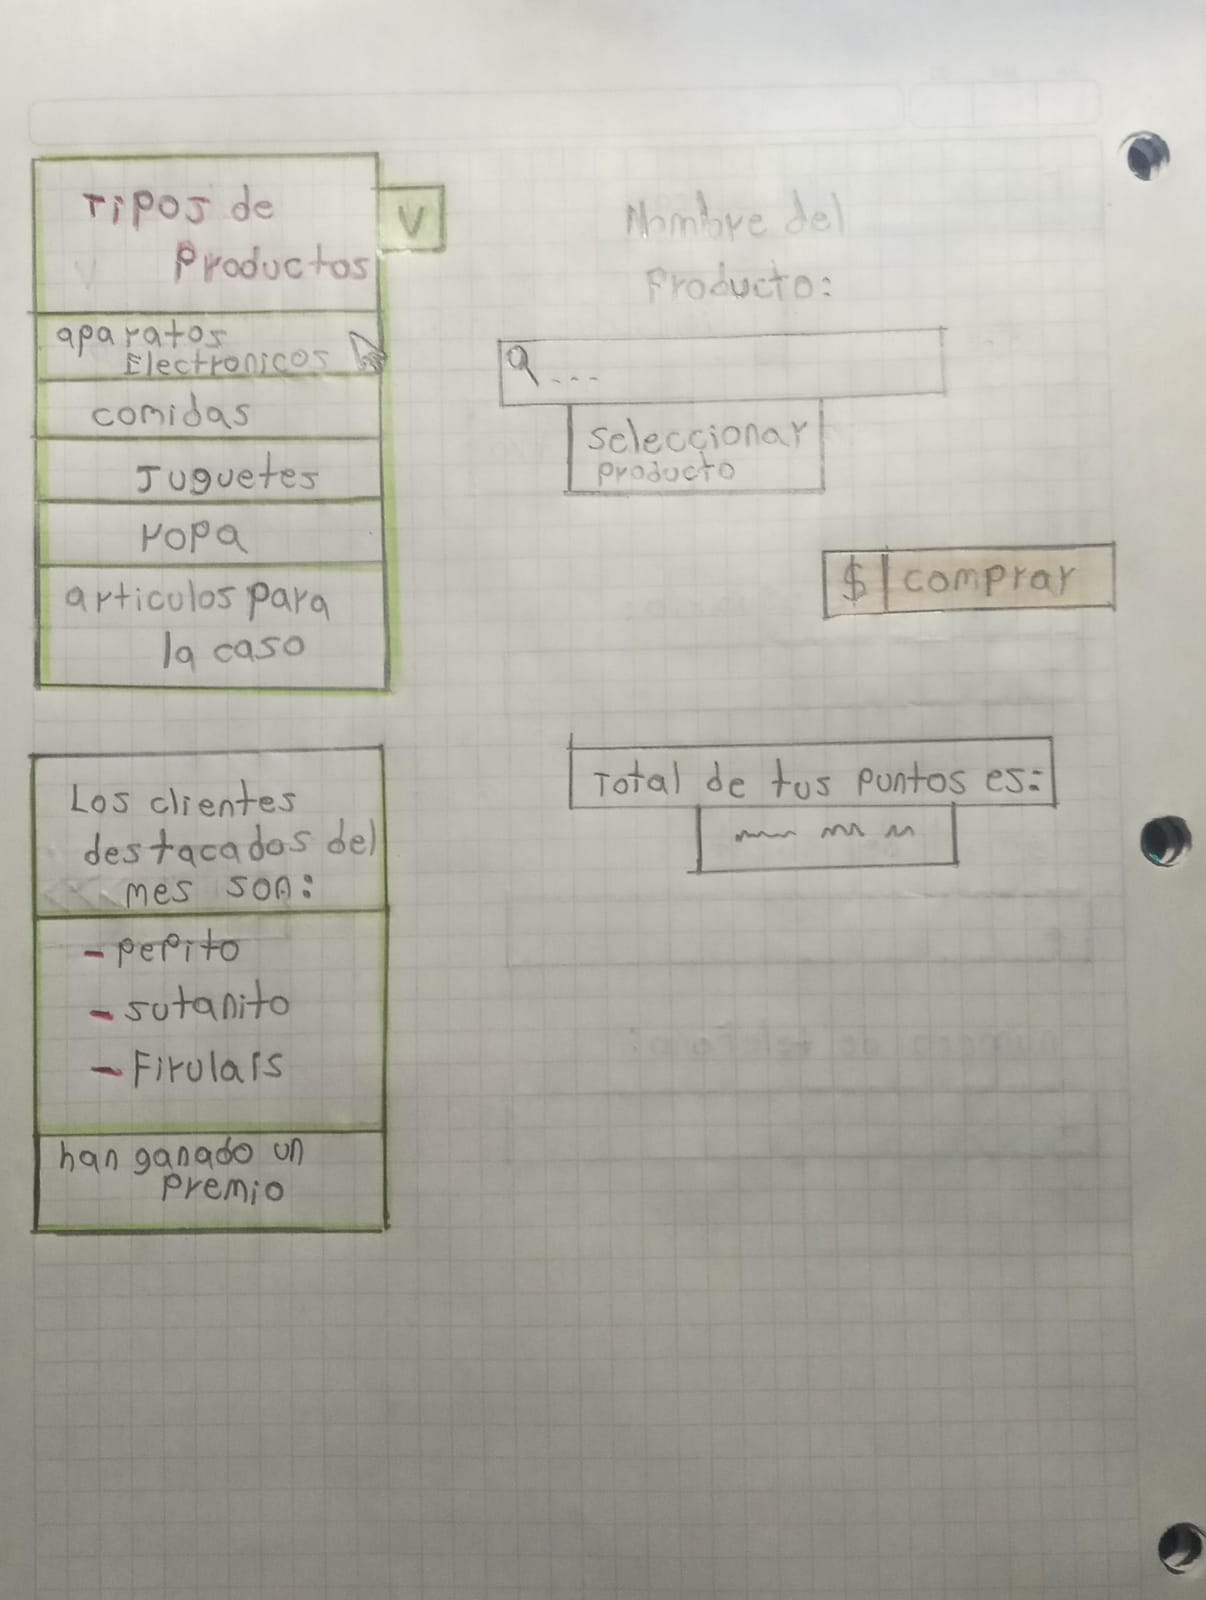 Tipos de
Productos
V
aparatos
Electronicos
comidas
Juguetes
ropa
articulos para
la caso
Los clientes
destacados del
mes son:
- pepito
- sutanito
- Firulais
han ganado un
premio
Nombre del
Producto:
...
seleccionar
producto
$ | comprar
Total de tus puntos es: